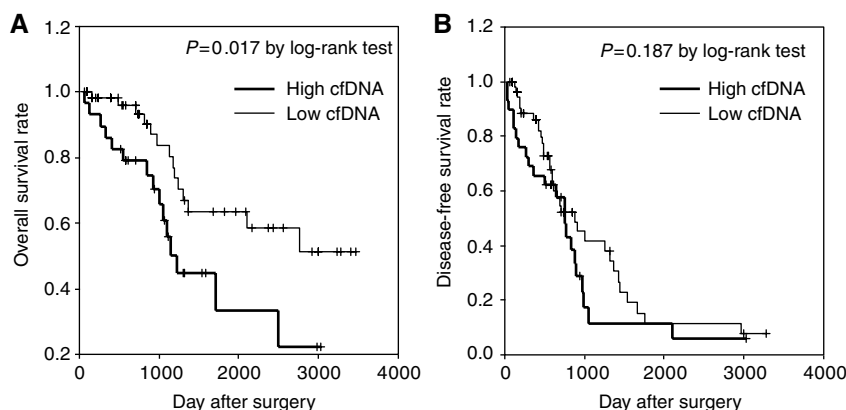 A
P=0.017 by log-rank test
High cfDNA
Low cfDNA
Overall survival rate
1.2
1.0
0.8
0.6
0.4
0.2
0 1000 2000 3000 4000
Day after surgery
B
P=0.187 by log-rank test
High cfDNA
Low cfDNA
Disease-free survival rate
1.2
1.0
0.8
0.6
0.4
0.2
0.0
0 1000 2000 3000 4000
Day after surgery